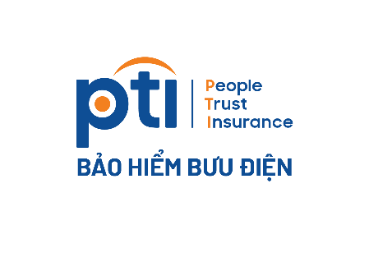 pti
People
Trust
Insurance
BẢO HIỂM BƯU ĐIỆN